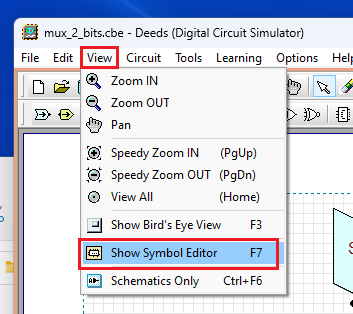 mux_2_bits.cbe - Deeds (Digital Circuit Simulator)
File Edit View Circuit Tools Learning Options H
Zoom IN
Zoom OUT
Pan
Speedy Zoom IN (PgUp)
Speedy Zoom OUT (PgDn)
View All (Home)
Show Bird's Eye View F3
Show Symbol Editor F7
Schematics Only Ctrl+F6
S